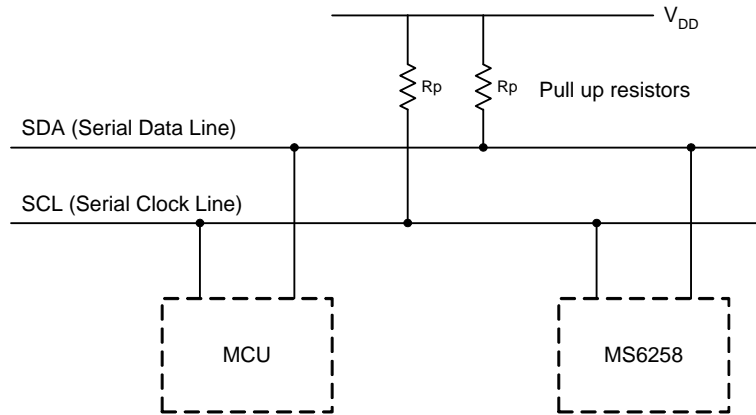 VDD
Rp
Rp
Pull up resistors
SDA (Serial Data Line)
SCL (Serial Clock Line)
MCU
MS6258